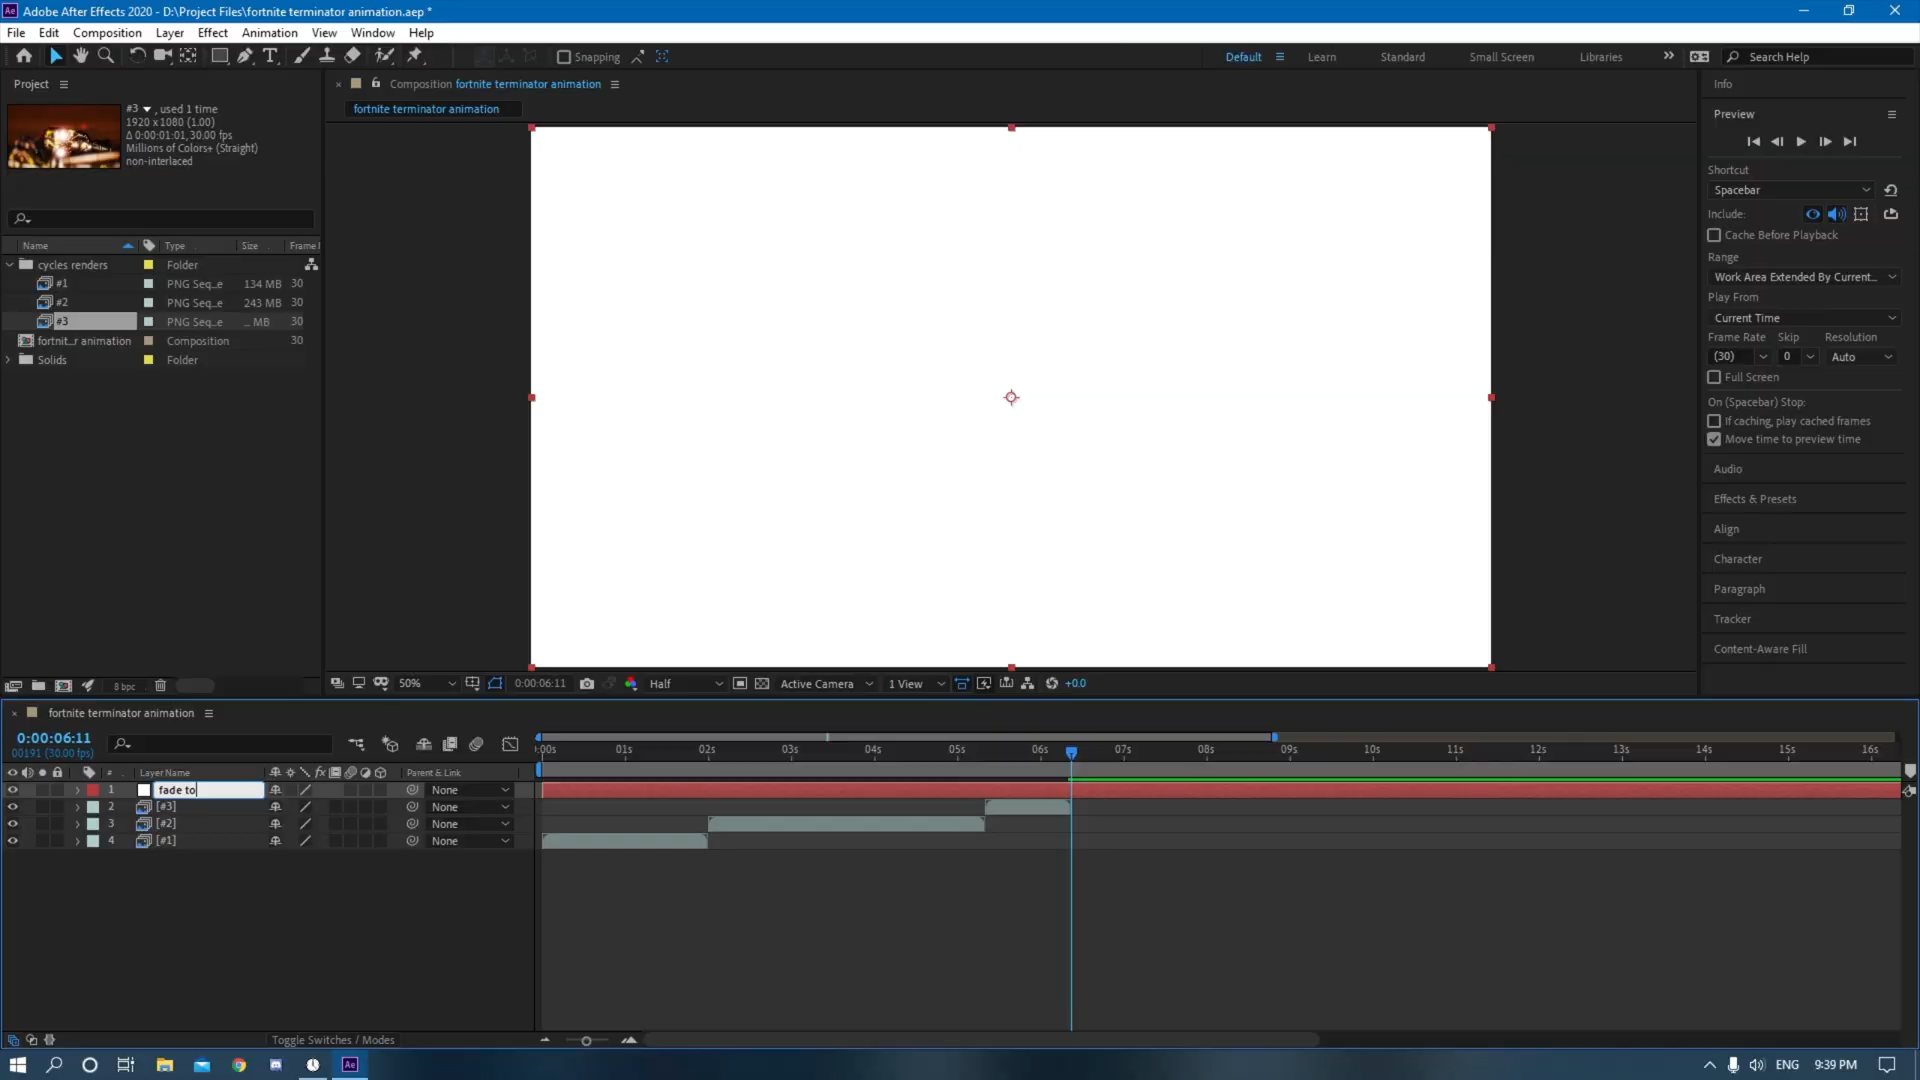 Adobe After Effects 2020 - D:\Project Files\fortnite terminator animation.aep *
File Edit Composition Layer Effect Animation View Window Help
Snapping
Default Learn Standard Small Screen Libraries Search Help
Project
#3 , used 1 time
1920 x 1080 (1.00)
Δ 0:00:01:01, 30.00 fps
Millions of Colors+ (Straight)
non-interlaced
Name Type Size Frame
cycles renders Folder
#1 PNG Seq...e 134 MB 30
#2 PNG Seq...e 243 MB 30
#3 PNG Seq...e ... MB 30
fortnit...r animation Composition 30
Solids Folder
8 bpc
Composition fortnite terminator animation
fortnite terminator animation
50% 0:00:06:11 Half Active Camera 1 View +0.0
Info
Preview
Shortcut
Spacebar
Include:
Cache Before Playback
Range
Work Area Extended By Current...
Play From
Current Time
Frame Rate Skip Resolution
(30) 0 Auto
Full Screen
On (Spacebar) Stop:
If caching, play cached frames
Move time to preview time
Audio
Effects & Presets
Align
Character
Paragraph
Tracker
Content-Aware Fill
fortnite terminator animation
0:00:06:11
00191 (30.00 fps)
:00s 01s 02s 03s 04s 05s 06s 07s 08s 09s 10s 11s 12s 13s 14s 15s 16s
# Layer Name fx Parent & Link
1 fade to None
2 [#3] None
3 [#2] None
4 [#1] None
Toggle Switches / Modes
Ae ENG 9:39 PM